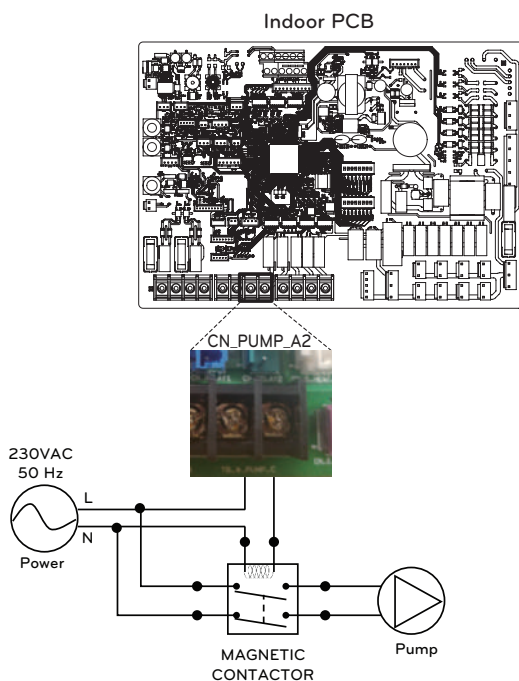 Indoor PCB
CN_PUMP_A2
230VAC
50 Hz
L
N
Power
MAGNETIC
CONTACTOR
Pump